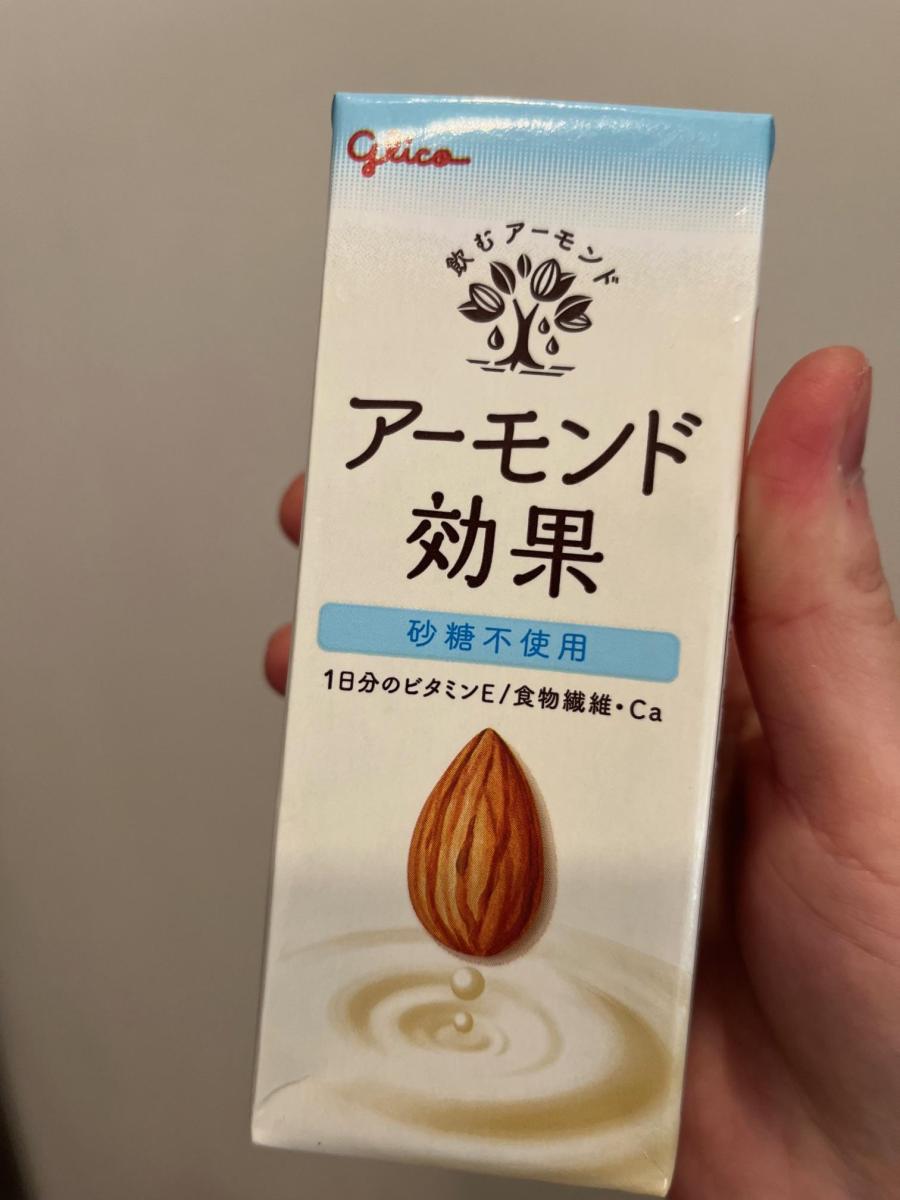 Glico
飲むアーモンド
アーモンド
効果
砂糖不使用
1日分のビタミンE/食物繊維・Ca